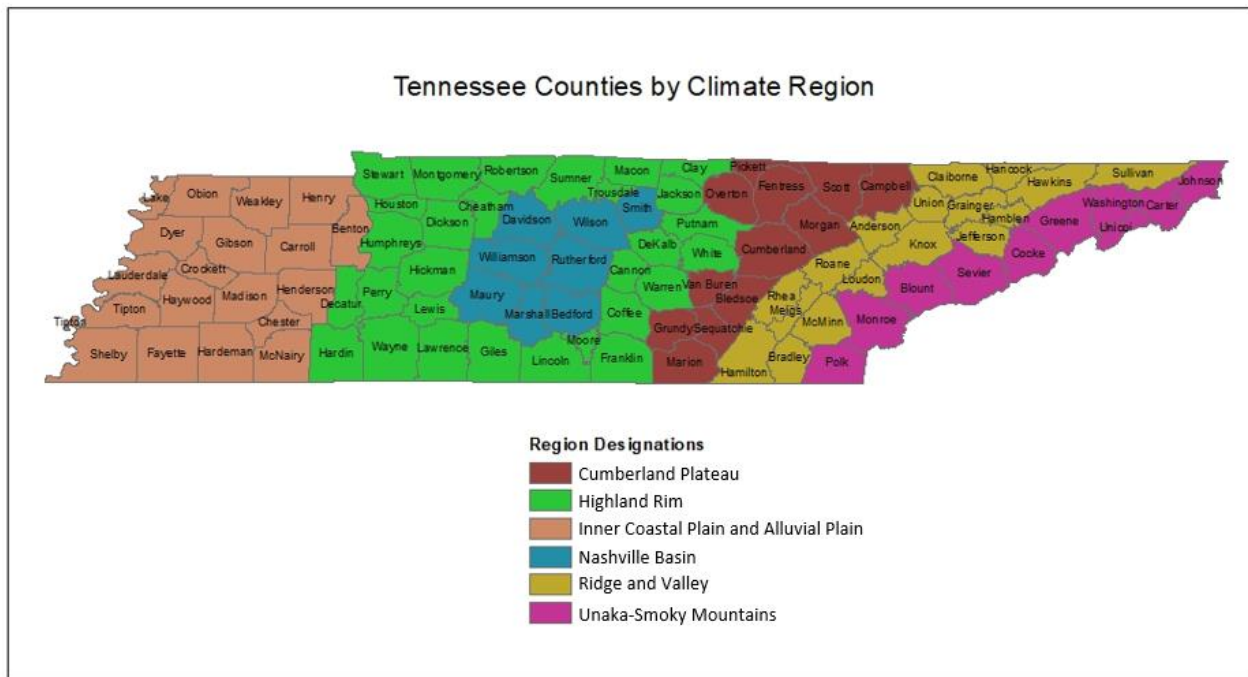 Tennessee Counties by Climate Region
Stewart Montgomery Robertson Sumner Macon Clay Pickett
Lake Obion Weakley Henry Houston Cheatham Trousdale Smith Jackson Overton Fentress Scott Campbell Claiborne Hancock Hawkins Sullivan Johnson
Dyer Gibson Carroll Benton Humphreys Dickson Davidson Wilson Putnam Morgan Anderson Union Grainger Hamblen Jefferson Greene Washington Carter Unicoi
Lauderdale Crockett Henderson Hickman Williamson Rutherford DeKalb White Cumberland Roane Knox Loudon Sevier Cocke
Tipton Tipton Haywood Madison Chester Decatur Perry Lewis Maury Marshall Bedford Cannon Warren Coffee Van Buren Bledsoe Rhea Meigs McMinn Monroe Blount
Shelby Fayette Hardeman McNairy Hardin Wayne Lawrence Giles Lincoln Moore Franklin Grundy Sequatchie Marion Hamilton Bradley Polk
Region Designations
Cumberland Plateau
Highland Rim
Inner Coastal Plain and Alluvial Plain
Nashville Basin
Ridge and Valley
Unaka-Smoky Mountains